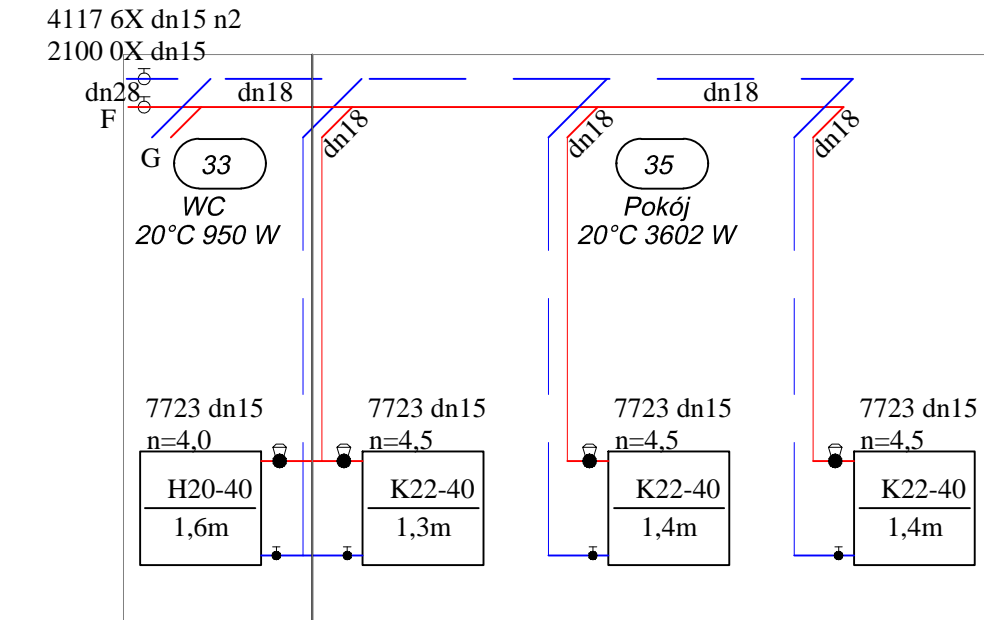 4117 6X dn15 n2
2100 0X dn15
dn28
dn18
dn18
F
dn18
dn18
dn18
G
33
35
WC
20°C 950 W
Pokój
20°C 3602 W
7723 dn15
n=4,0
7723 dn15
n=4,5
7723 dn15
n=4,5
7723 dn15
n=4,5
H20-40
1,6m
K22-40
1,3m
K22-40
1,4m
K22-40
1,4m